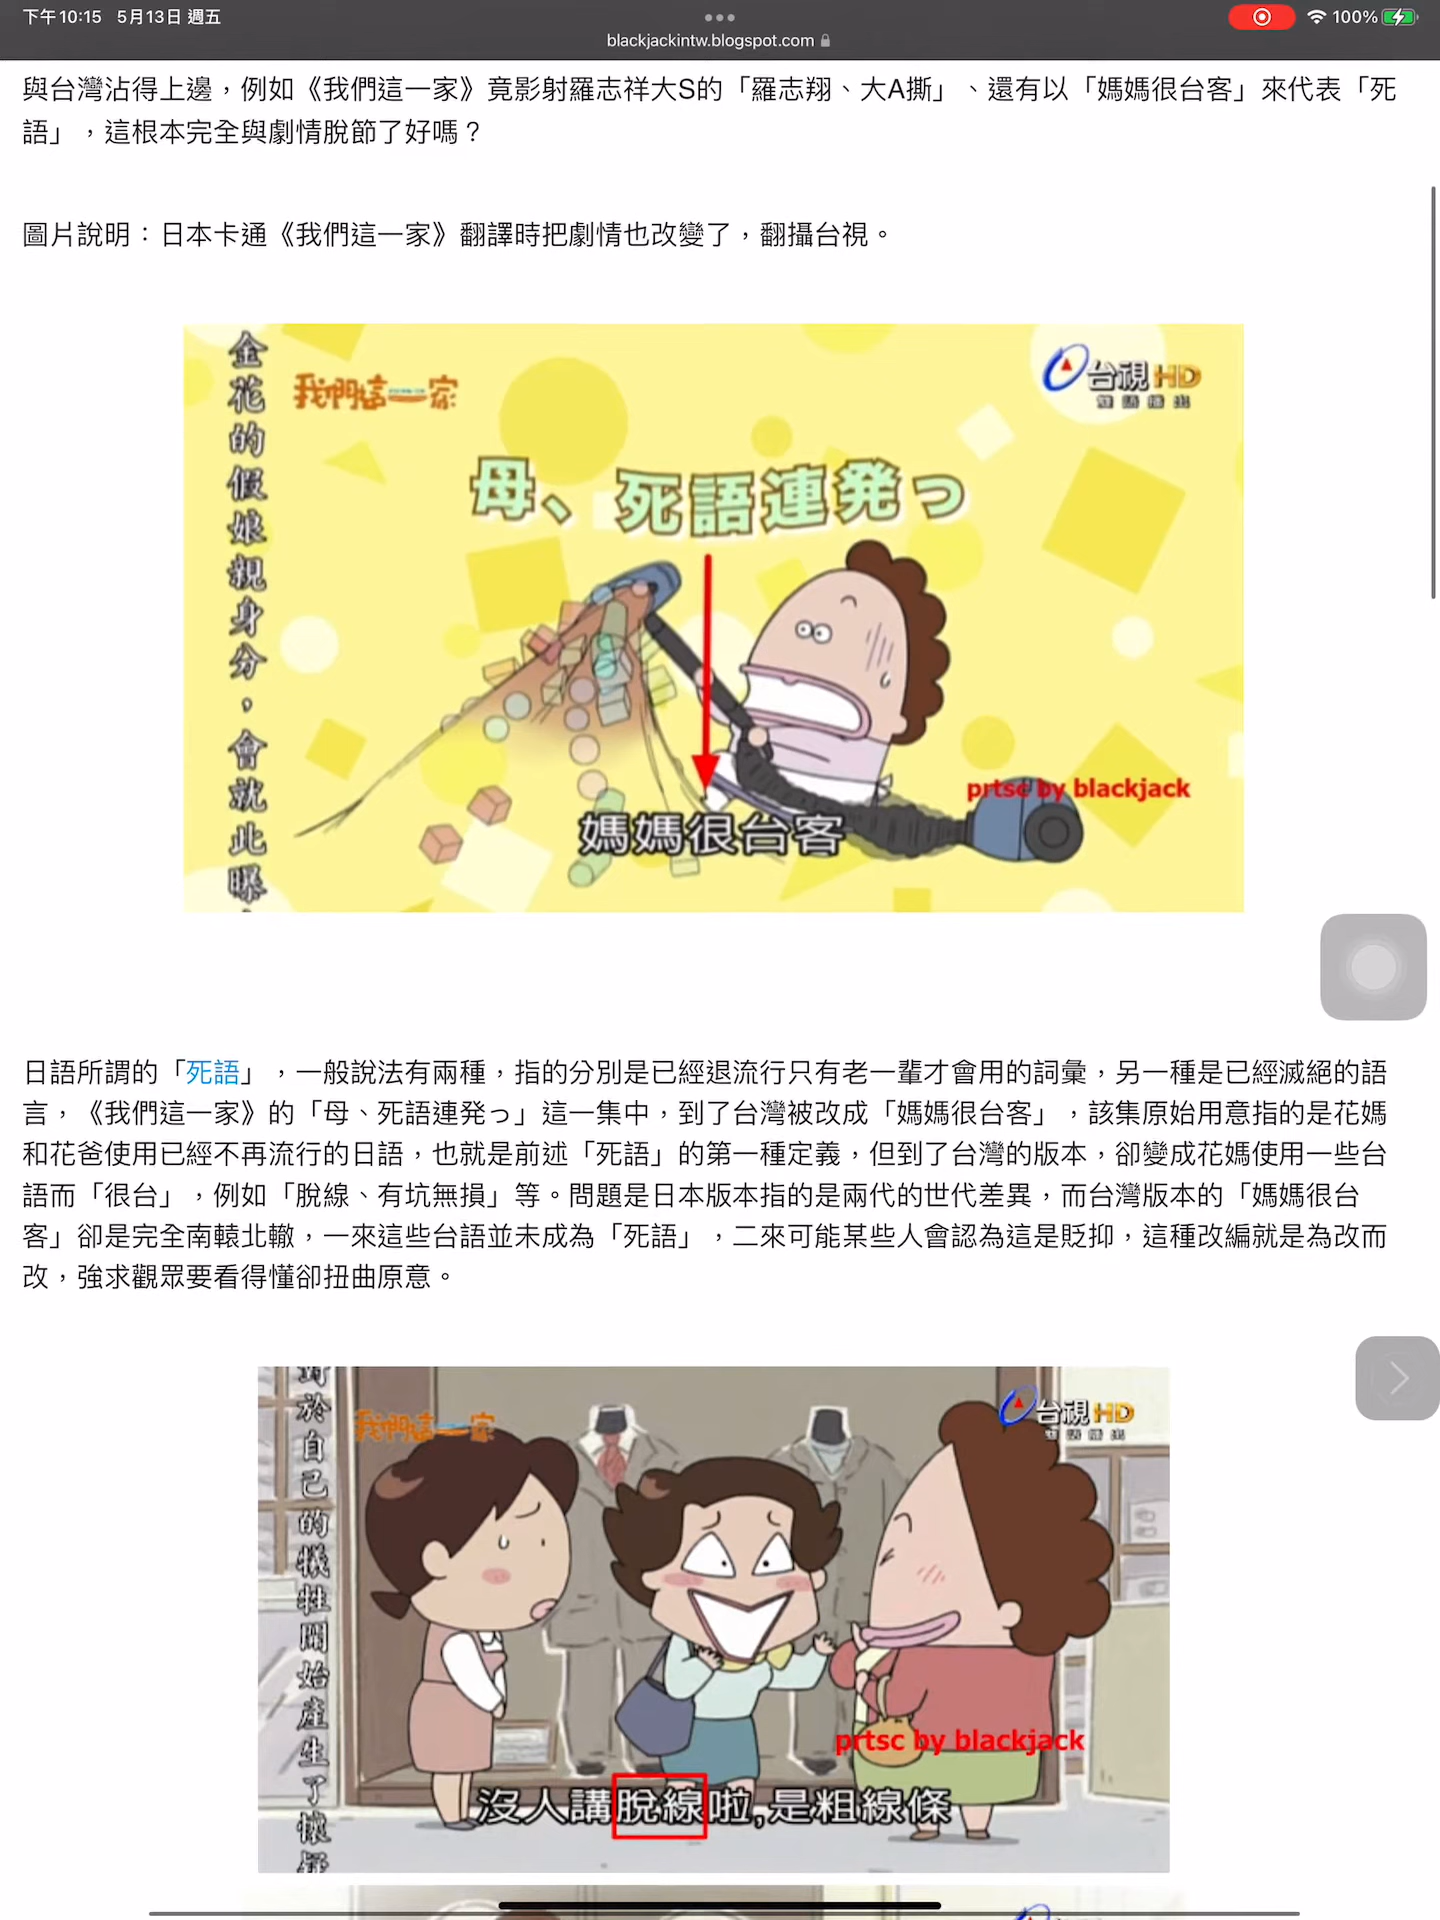 下午10:15 5月13日 週五
100%
blackjackintw.blogspot.com
與台灣沾得上邊，例如《我們這一家》竟影射羅志祥大S的「羅志翔、大A撕」、還有以「媽媽很台客」來代表「死
語」，這根本完全與劇情脫節了好嗎？
圖片說明：日本卡通《我們這一家》翻譯時把劇情也改變了，翻攝台視。
金花的假娘親身分，會就此曝
我們這一家
台視HD
雙語播出
母、死語連発っ
prtsc by blackjack
媽媽很台客
日語所謂的「死語」，一般說法有兩種，指的分別是已經退流行只有老一輩才會用的詞彙，另一種是已經滅絕的語
言，《我們這一家》的「母、死語連発っ」這一集中，到了台灣被改成「媽媽很台客」，該集原始用意指的是花媽
和花爸使用已經不再流行的日語，也就是前述「死語」的第一種定義，但到了台灣的版本，卻變成花媽使用一些台
語而「很台」，例如「脫線、有坑無損」等。問題是日本版本指的是兩代的世代差異，而台灣版本的「媽媽很台
客」卻是完全南轅北轍，一來這些台語並未成為「死語」，二來可能某些人會認為這是貶抑，這種改編就是為改而
改，強求觀眾要看得懂卻扭曲原意。
對於自己的犧牲開始產生了懷疑
我們這一家
台視HD
雙語播出
prtsc by blackjack
沒人講脫線啦,是粗線條